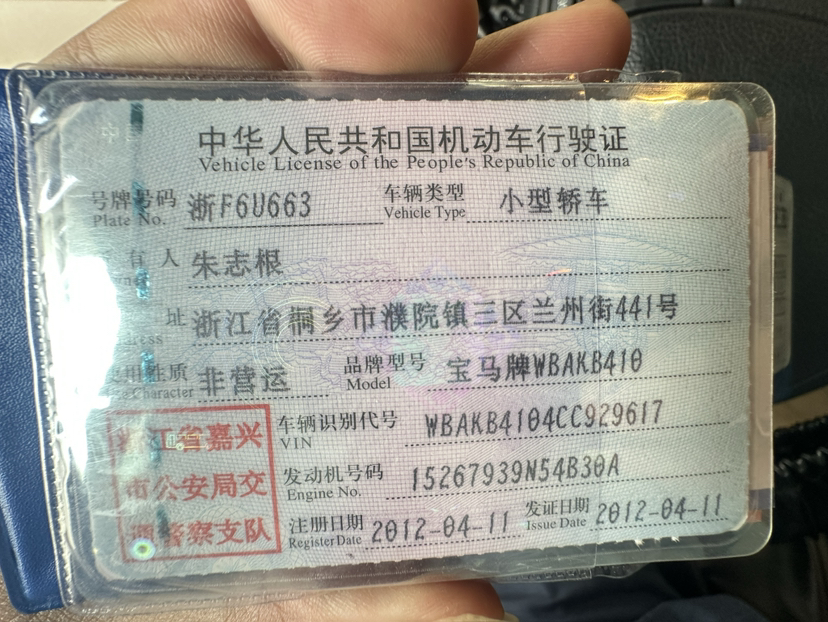 中华人民共和国机动车行驶证
Vehicle License of the People's Republic of China
号牌号码 浙F6U663 车辆类型 小型轿车
Plate No. Vehicle Type
人 朱志根
址 浙江省桐乡市濮院镇三区兰州街441号
用性质 非营运 品牌型号 宝马牌WBAKB410
Character Model
车辆识别代号 WBAKB4104CC929617
VIN
发动机号码 15267939N54B30A
Engine No.
注册日期 2012-04-11 发证日期 2012-04-11
Register Date Issue Date
江省嘉兴
市公安局交
警察支队